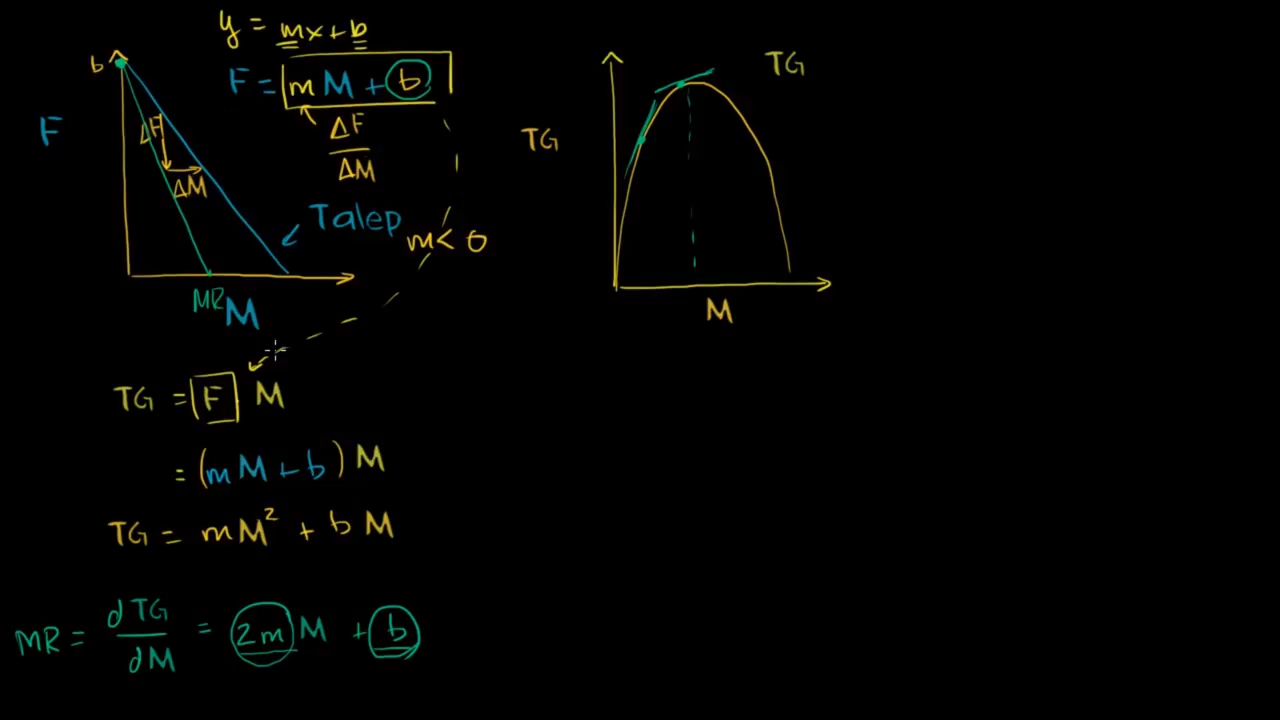 y = mx + b
b
F = mM + b
F
ΔF
ΔM
ΔF
ΔM
Talep
m < 0
MR
M
TG
TG
M
TG = F M
= (mM + b) M
TG = mM² + bM
MR = dTG/dM = 2mM + b